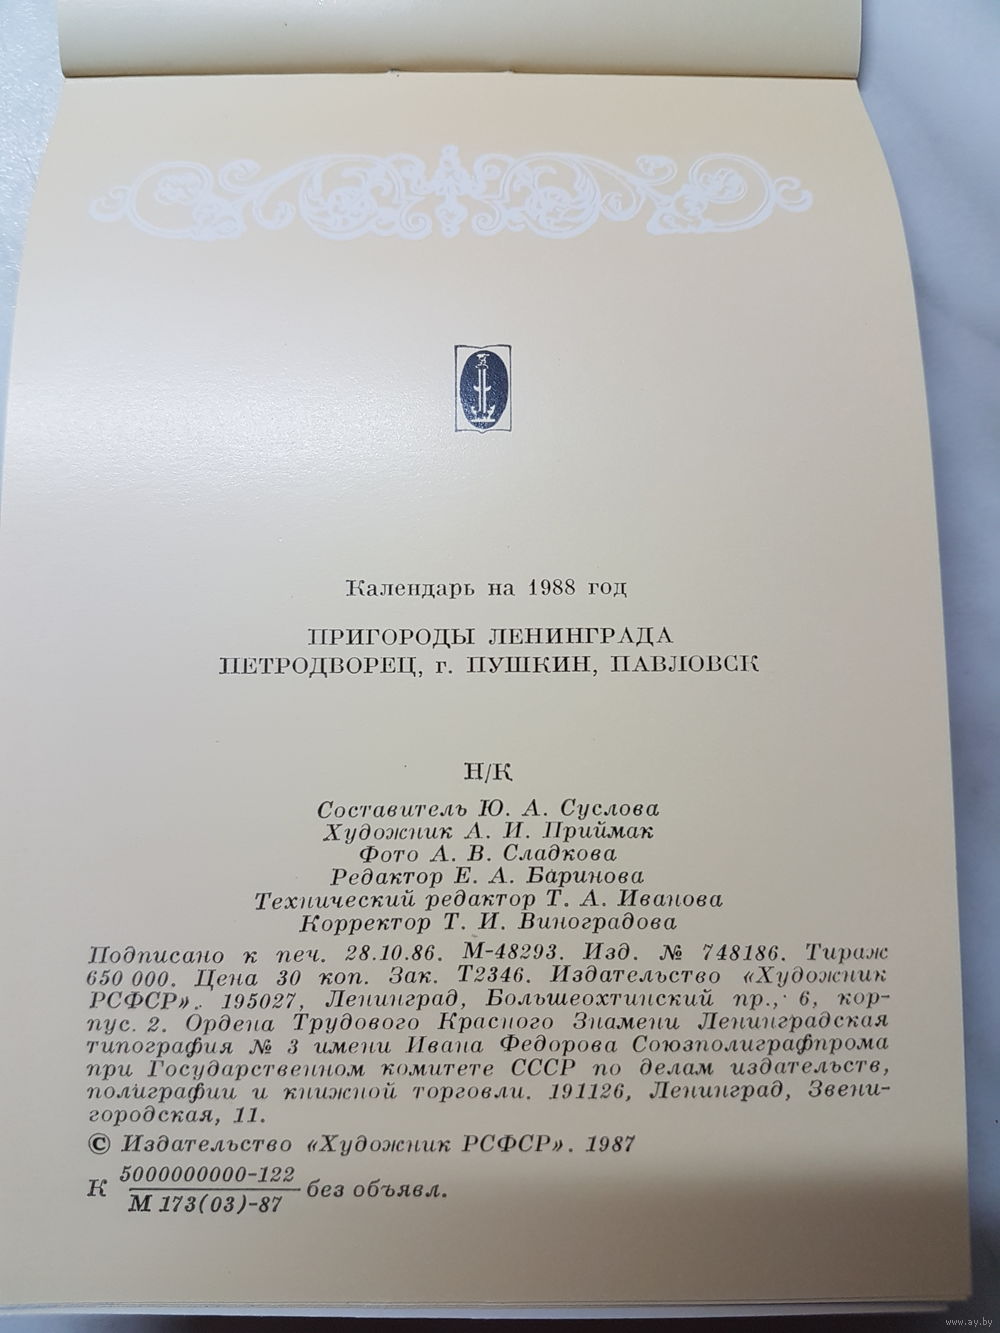 Календарь на 1988 год
ПРИГОРОДЫ ЛЕНИНГРАДА
ПЕТРОДВОРЕЦ, г. ПУШКИН, ПАВЛОВСК
Н/К
Составитель Ю. А. Суслова
Художник А. И. Приймак
Фото А. В. Сладкова
Редактор Е. А. Баринова
Технический редактор Т. А. Иванова
Корректор Т. И. Виноградова
Подписано к печ. 28.10.86. М-48293. Изд. № 748186. Тираж
650 000. Цена 30 коп. Зак. Т2346. Издательство «Художник
РСФСР». 195027, Ленинград, Большеохтинский пр., 6, кор-
пус. 2. Ордена Трудового Красного Знамени Ленинградская
типография № 3 имени Ивана Федорова Союзполиграфпрома
при Государственном комитете СССР по делам издательств,
полиграфии и книжной торговли. 191126, Ленинград, Звени-
городская, 11.
© Издательство «Художник РСФСР». 1987
К 5000000000-122
М 173(03)-87 без объявл.
www.ay.by